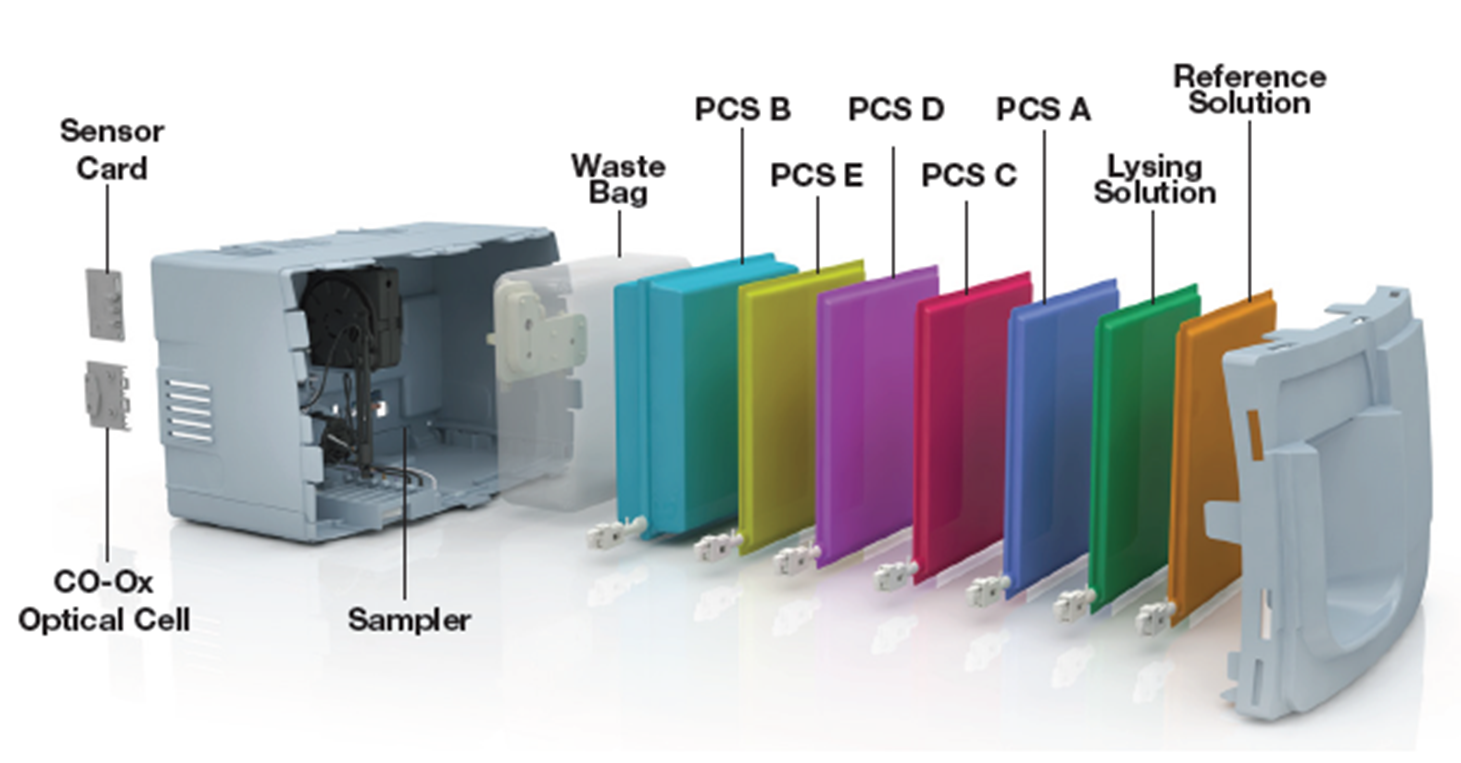 Sensor
Card
Waste
Bag
PCS B
PCS E
PCS D
PCS C
PCS A
Lysing
Solution
Reference
Solution
CO-Ox
Optical Cell
Sampler